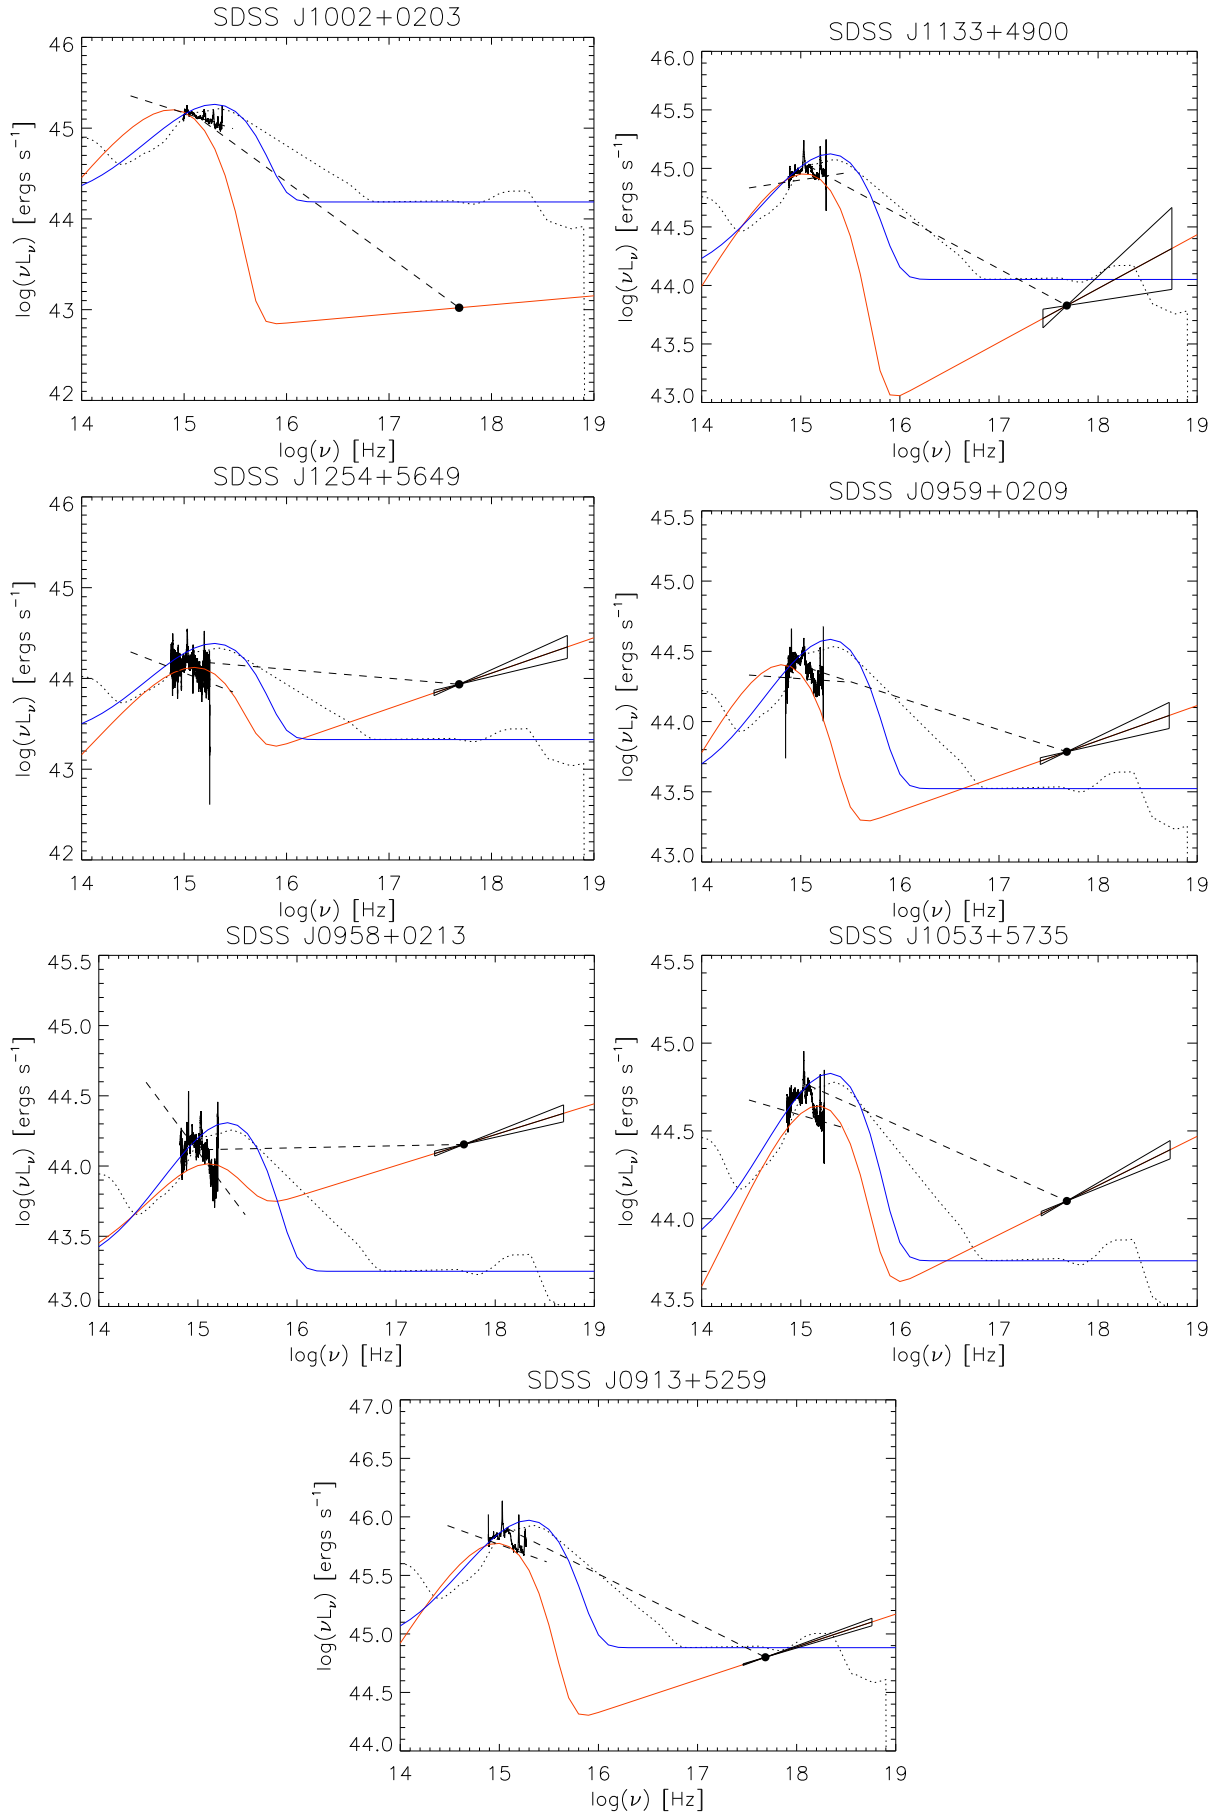 SDSS J1002+0203
46
45
44
43
42
log(νLν) [ergs s⁻¹]
14 15 16 17 18 19
log(ν) [Hz]
SDSS J1133+4900
46.0
45.5
45.0
44.5
44.0
43.5
43.0
log(νLν) [ergs s⁻¹]
14 15 16 17 18 19
log(ν) [Hz]
SDSS J1254+5649
46
45
44
43
42
log(νLν) [ergs s⁻¹]
14 15 16 17 18 19
log(ν) [Hz]
SDSS J0959+0209
45.5
45.0
44.5
44.0
43.5
43.0
log(νLν) [ergs s⁻¹]
14 15 16 17 18 19
log(ν) [Hz]
SDSS J0958+0213
45.5
45.0
44.5
44.0
43.5
43.0
log(νLν) [ergs s⁻¹]
14 15 16 17 18 19
log(ν) [Hz]
SDSS J1053+5735
45.5
45.0
44.5
44.0
43.5
log(νLν) [ergs s⁻¹]
14 15 16 17 18 19
log(ν) [Hz]
SDSS J0913+5259
47.0
46.5
46.0
45.5
45.0
44.5
44.0
log(νLν) [ergs s⁻¹]
14 15 16 17 18 19
log(ν) [Hz]